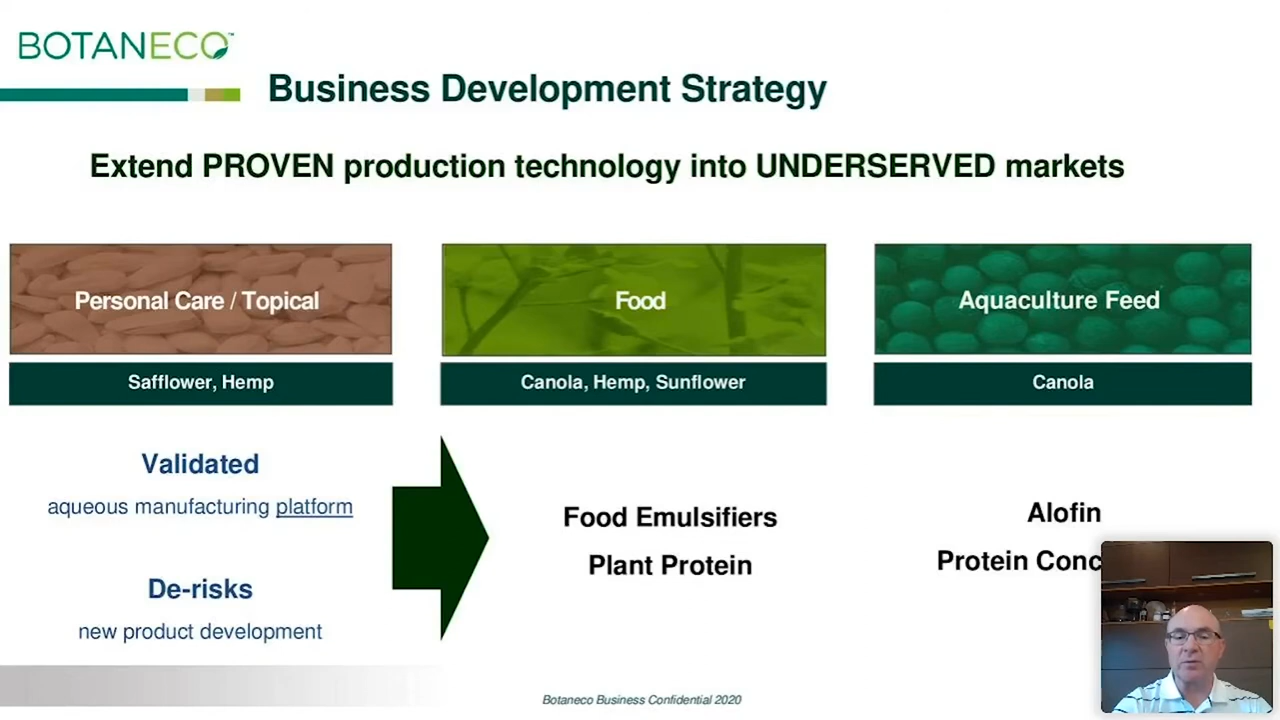 BOTANECO™
Business Development Strategy
Extend PROVEN production technology into UNDERSERVED markets
Personal Care / Topical
Food
Aquaculture Feed
Safflower, Hemp
Canola, Hemp, Sunflower
Canola
Validated
aqueous manufacturing platform
De-risks
new product development
Food Emulsifiers
Plant Protein
Alofin
Protein Conc
Botaneco Business Confidential 2020